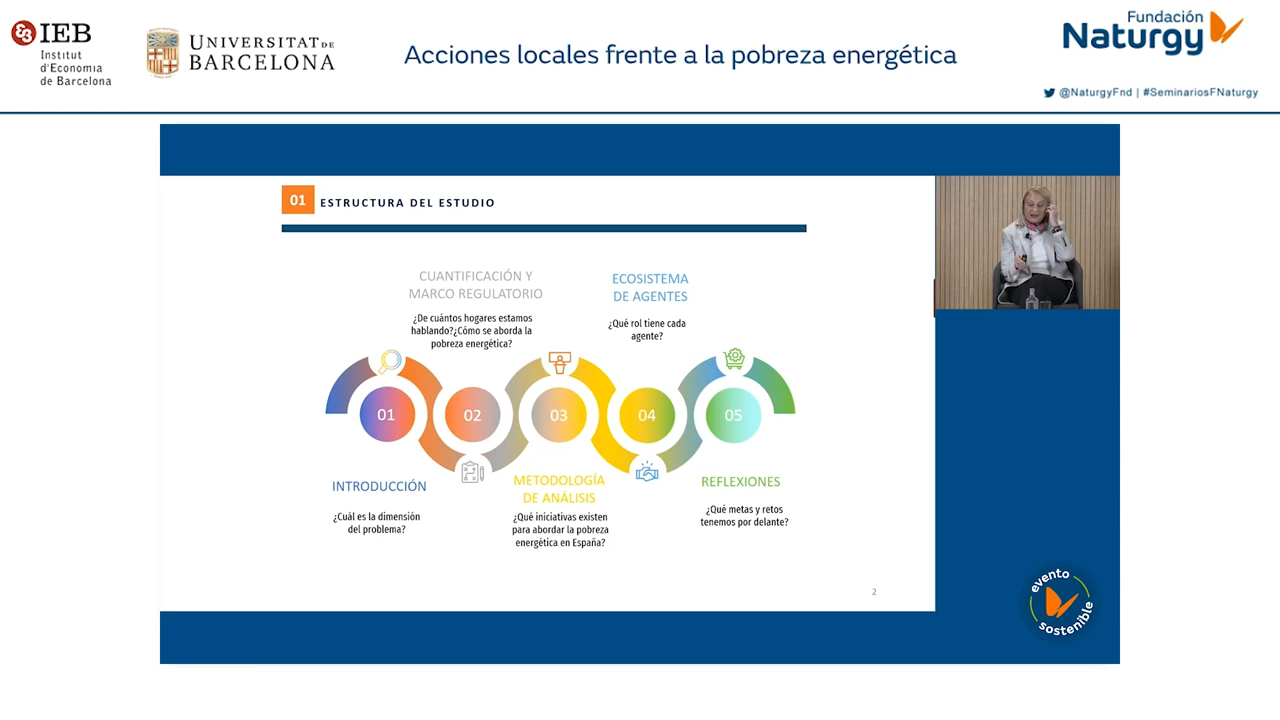 IEB
Institut
d'Economia
de Barcelona
UNIVERSITAT DE
BARCELONA
Acciones locales frente a la pobreza energética
Fundación
Naturgy
@NaturgyFnd | #SeminariosFNaturgy
01 ESTRUCTURA DEL ESTUDIO
CUANTIFICACIÓN Y
MARCO REGULATORIO
¿De cuántos hogares estamos
hablando?¿Cómo se aborda la
pobreza energética?
ECOSISTEMA
DE AGENTES
¿Qué rol tiene cada
agente?
01 02 03 04 05
INTRODUCCIÓN
¿Cuál es la dimensión
del problema?
METODOLOGÍA
DE ANÁLISIS
¿Qué iniciativas existen
para abordar la pobreza
energética en España?
REFLEXIONES
¿Qué metas y retos
tenemos por delante?
2
evento
sostenible